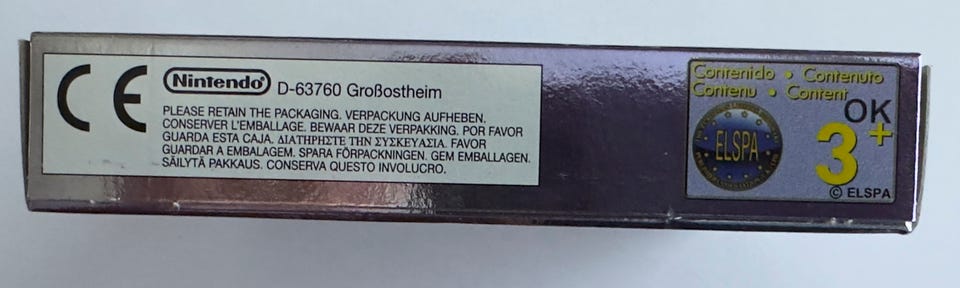 CE
Nintendo®
D-63760 Großostheim
PLEASE RETAIN THE PACKAGING. VERPACKUNG AUFHEBEN.
CONSERVER L'EMBALLAGE. BEWAAR DEZE VERPAKKING. POR FAVOR
GUARDA ESTA CAJA. ΔΙΑΤΗΡΗΣΤΕ ΤΗΝ ΣΥΣΚΕΥΑΣΙΑ. FAVOR
GUARDAR A EMBALAGEM. SPARA FÖRPACKNINGEN. GEM EMBALLAGEN.
SÄILYTÄ PAKKAUS. CONSERVA QUESTO INVOLUCRO.
Contenido • Contenuto
Contenu • Content
OK
3+
ELSPA
© ELSPA